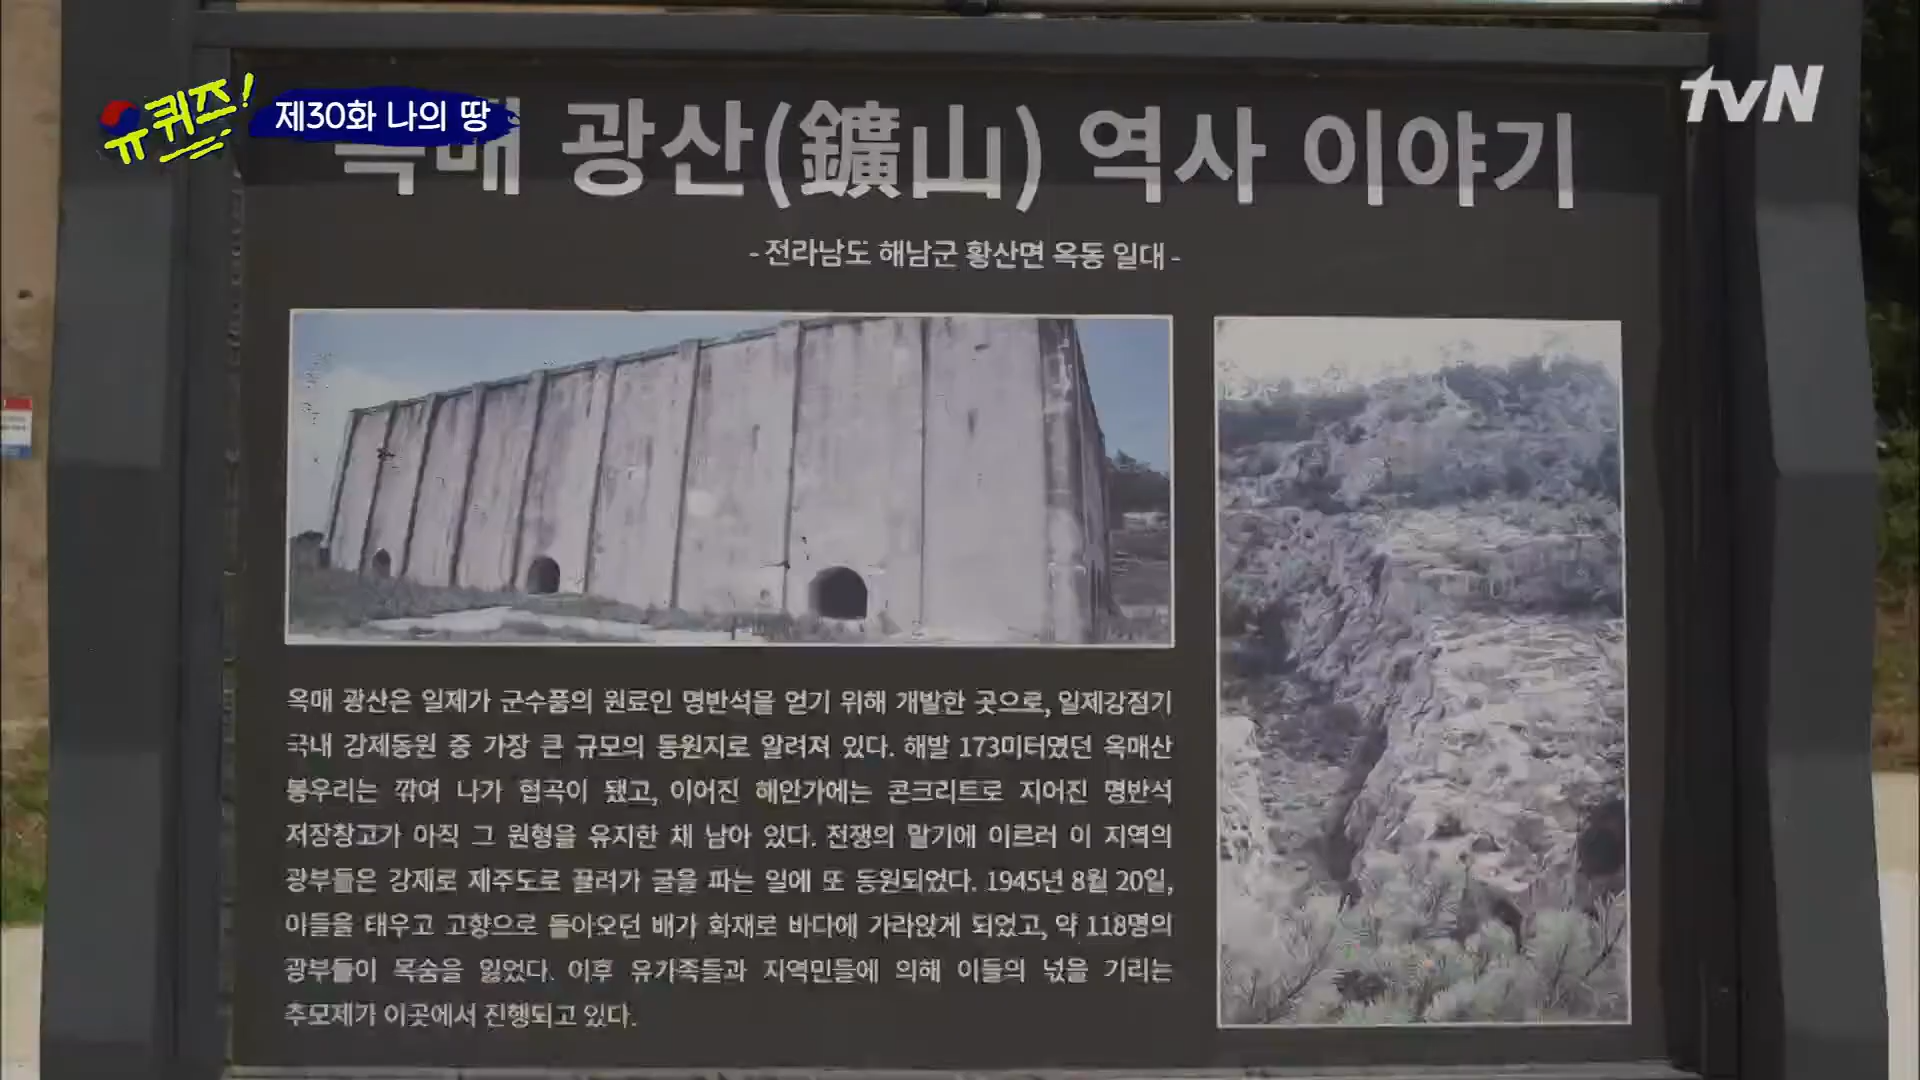 유퀴즈!
제30화 나의 땅
tvN
옥매 광산(鑛山) 역사 이야기
- 전라남도 해남군 황산면 옥동 일대 -
옥매 광산은 일제가 군수품의 원료인 명반석을 얻기 위해 개발한 곳으로, 일제강점기
국내 강제동원 중 가장 큰 규모의 동원지로 알려져 있다. 해발 173미터였던 옥매산
봉우리는 깎여 나가 협곡이 됐고, 이어진 해안가에는 콘크리트로 지어진 명반석
저장창고가 아직 그 원형을 유지한 채 남아 있다. 전쟁의 말기에 이르러 이 지역의
광부들은 강제로 제주도로 끌려가 굴을 파는 일에 또 동원되었다. 1945년 8월 20일,
이들을 태우고 고향으로 돌아오던 배가 화재로 바다에 가라앉게 되었고, 약 118명의
광부들이 목숨을 잃었다. 이후 유가족들과 지역민들에 의해 이들의 넋을 기리는
추모제가 이곳에서 진행되고 있다.